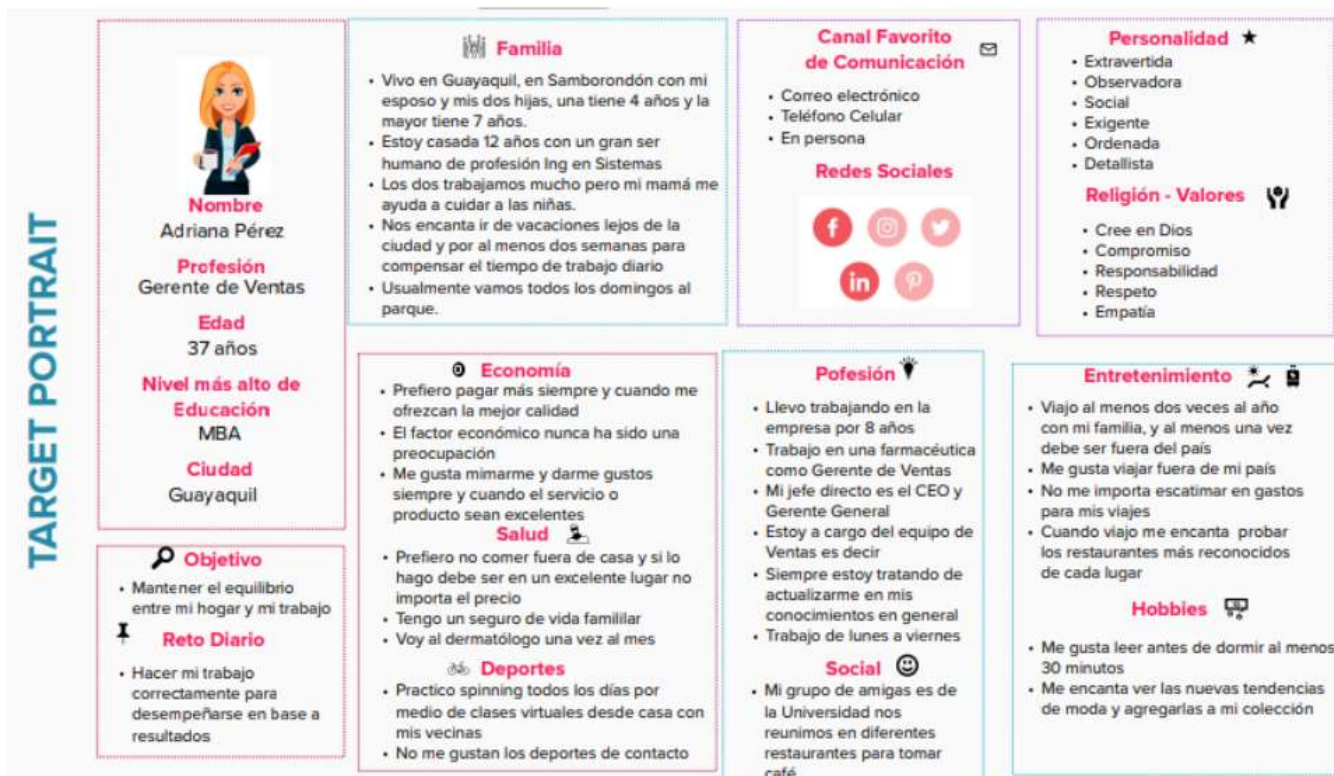 TARGET PORTRAIT
Nombre
Adriana Pérez
Profesión
Gerente de Ventas
Edad
37 años
Nivel más alto de
Educación
MBA
Ciudad
Guayaquil
Objetivo
• Mantener el equilibrio
entre mi hogar y mi trabajo
Reto Diario
• Hacer mi trabajo
correctamente para
desempeñarse en base a
resultados
Familia
• Vivo en Guayaquil, en Samborondón con mi
esposo y mis dos hijas, una tiene 4 años y la
mayor tiene 7 años.
• Estoy casada 12 años con un gran ser
humano de profesión Ing en Sistemas
• Los dos trabajamos mucho pero mi mamá me
ayuda a cuidar a las niñas.
• Nos encanta ir de vacaciones lejos de la
ciudad y por al menos dos semanas para
compensar el tiempo de trabajo diario
• Usualmente vamos todos los domingos al
parque.
Canal Favorito
de Comunicación
• Correo electrónico
• Teléfono Celular
• En persona
Redes Sociales
f
in
Personalidad
• Extravertida
• Observadora
• Social
• Exigente
• Ordenada
• Detallista
Religión - Valores
• Cree en Dios
• Compromiso
• Responsabilidad
• Respeto
• Empatía
Economía
• Prefiero pagar más siempre y cuando me
ofrezcan la mejor calidad
• El factor económico nunca ha sido una
preocupación
• Me gusta mimarme y darme gustos
siempre y cuando el servicio o
producto sean excelentes
Salud
• Prefiero no comer fuera de casa y si lo
hago debe ser en un excelente lugar no
importa el precio
• Tengo un seguro de vida famililar
• Voy al dermatólogo una vez al mes
Deportes
• Practico spinning todos los días por
medio de clases virtuales desde casa con
mis vecinas
• No me gustan los deportes de contacto
Pofesión
• Llevo trabajando en la
empresa por 8 años
• Trabajo en una farmacéutica
como Gerente de Ventas
• Mi jefe directo es el CEO y
Gerente General
• Estoy a cargo del equipo de
Ventas es decir
• Siempre estoy tratando de
actualizarme en mis
conocimientos en general
• Trabajo de lunes a viernes
Social
• Mi grupo de amigas es de
la Universidad nos
reunimos en diferentes
restaurantes para tomar
café
Entretenimiento
• Viajo al menos dos veces al año
con mi familia, y al menos una vez
debe ser fuera del país
• Me gusta viajar fuera de mi país
• No me importa escatimar en gastos
para mis viajes
• Cuando viajo me encanta probar
los restaurantes más reconocidos
de cada lugar
Hobbies
• Me gusta leer antes de dormir al menos
30 minutos
• Me encanta ver las nuevas tendencias
de moda y agregarlas a mi colección